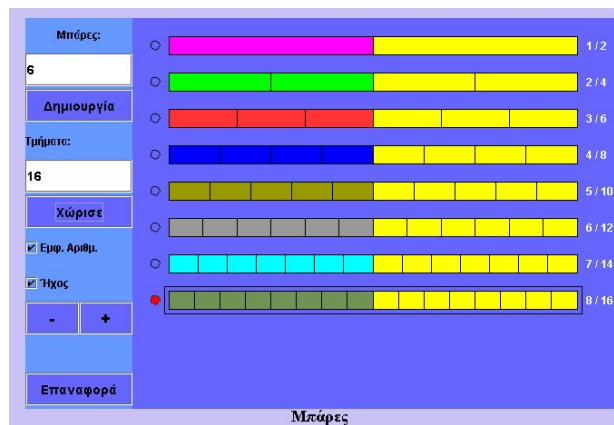 Μπάρες:
6
Δημιουργία
Τμήματα:
16
Χώρισε
Εμφ. Αριθμ.
Ήχος
- +
Επαναφορά
1 / 2
2 / 4
3 / 6
4 / 8
5 / 10
6 / 12
7 / 14
8 / 16
Μπάρες